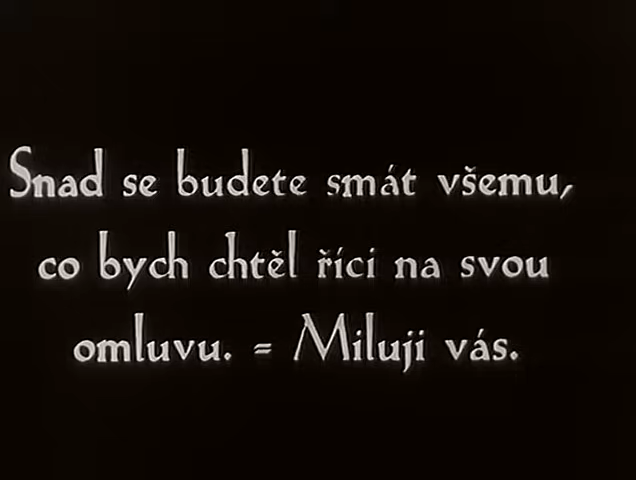 Snad se budete smát všemu,
co bych chtěl říci na svou
omluvu. = Miluji vás.